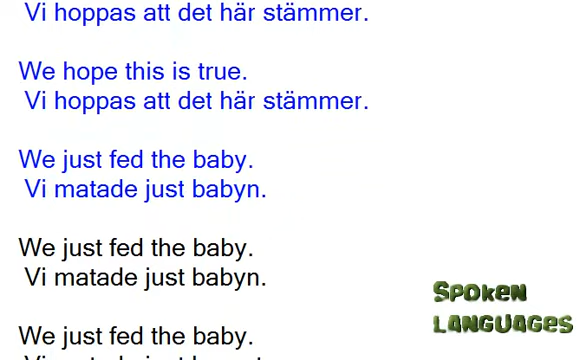 Vi hoppas att det här stämmer.
We hope this is true.
Vi hoppas att det här stämmer.
We just fed the baby.
Vi matade just babyn.
We just fed the baby.
Vi matade just babyn.
We just fed the baby.
SPOKEN
LANGUAGES